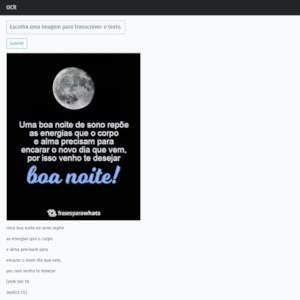 OCR
Escolha uma imagem para transcrever o texto.
Submit
Uma boa noite de sono repõe
as energias que o corpo
e alma precisam para
encarar o novo dia que vem,
por isso venho te desejar
boa noite!
frasesparawhats
Uma boa noite de sono repõe
as energias que o corpo
e alma precisam para
encarar o novo dia que vem,
por isso venho te desejar